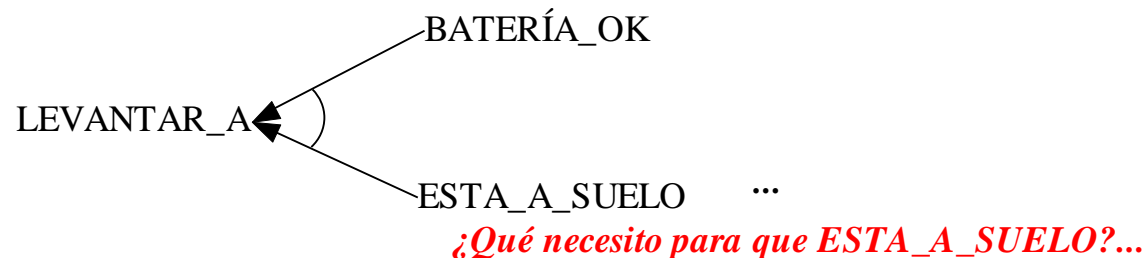 BATERÍA_OK
LEVANTAR_A
ESTA_A_SUELO ...
¿Qué necesito para que ESTA_A_SUELO?...